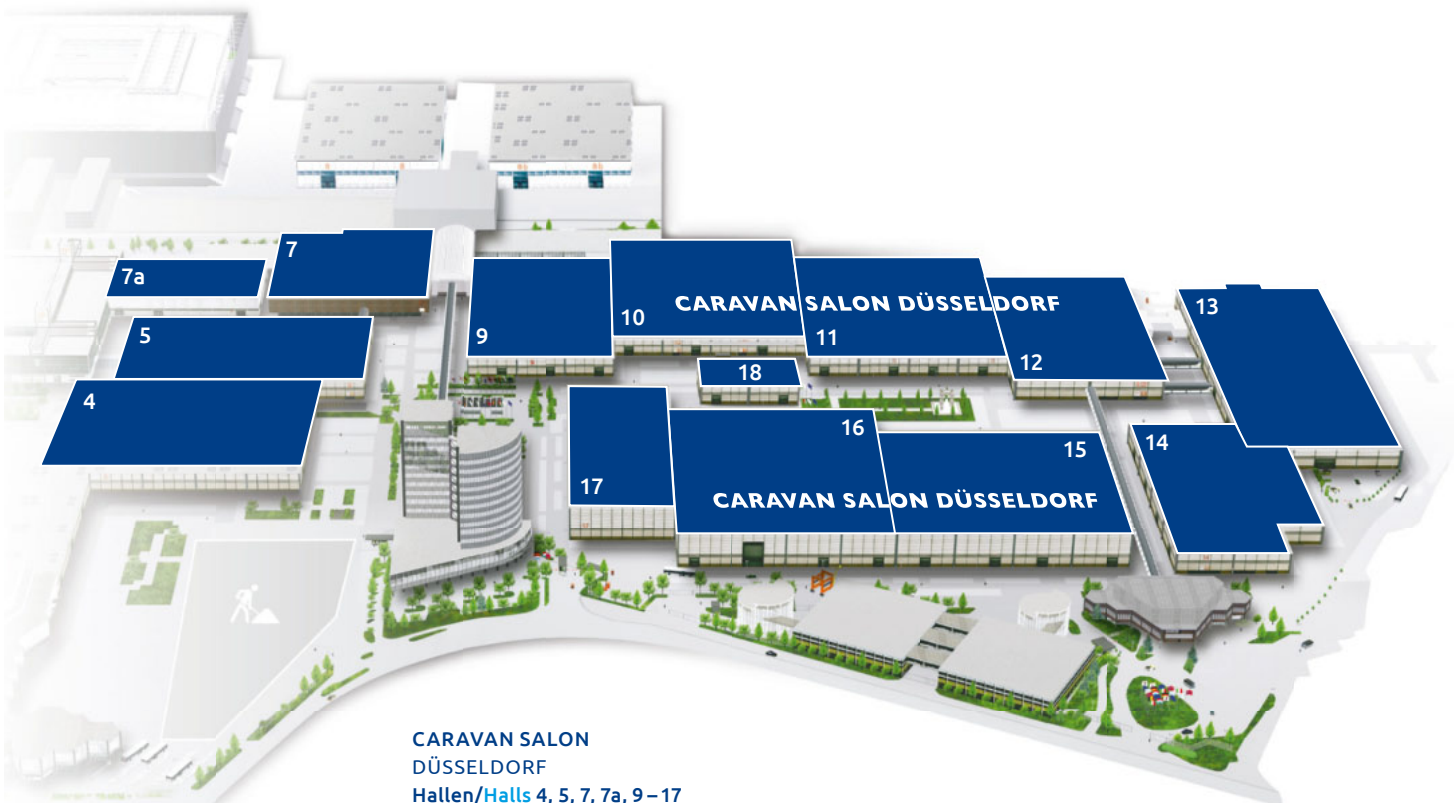 7
7a
5
4
9
10
CARAVAN SALON DÜSSELDORF
11
12
13
18
17
16
15
14
CARAVAN SALON DÜSSELDORF
CARAVAN SALON
DÜSSELDORF
Hallen/Halls 4, 5, 7, 7a, 9 – 17